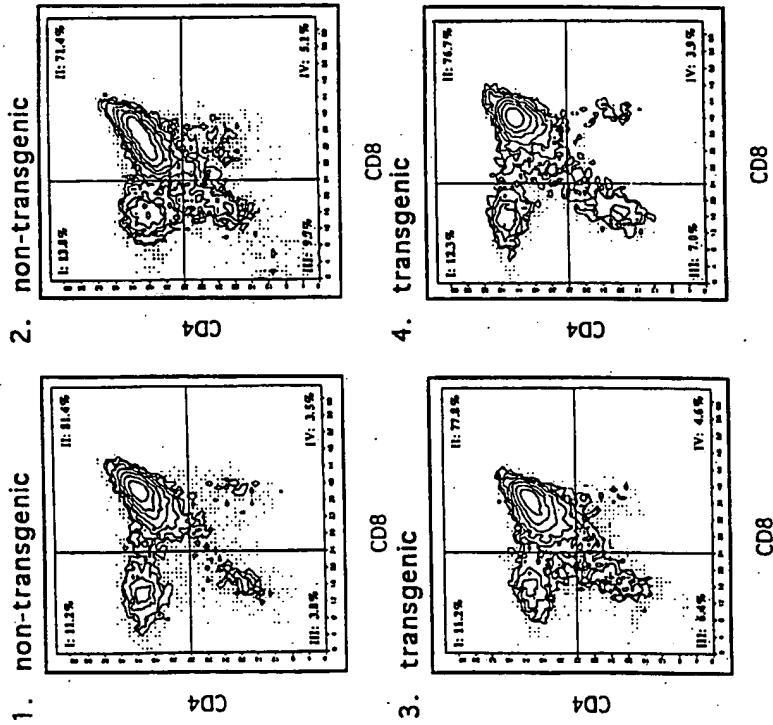 1. non-transgenic
I: 11.2%
II: 81.4%
CD4
III: 3.8%
IV: 3.5%
CD8
2. non-transgenic
I: 13.8%
II: 71.4%
CD4
III: 9.7%
IV: 5.1%
CD8
3. transgenic
I: 11.2%
II: 77.8%
CD4
III: 6.4%
IV: 4.6%
CD8
4. transgenic
I: 12.3%
II: 76.7%
CD4
III: 7.0%
IV: 3.9%
CD8